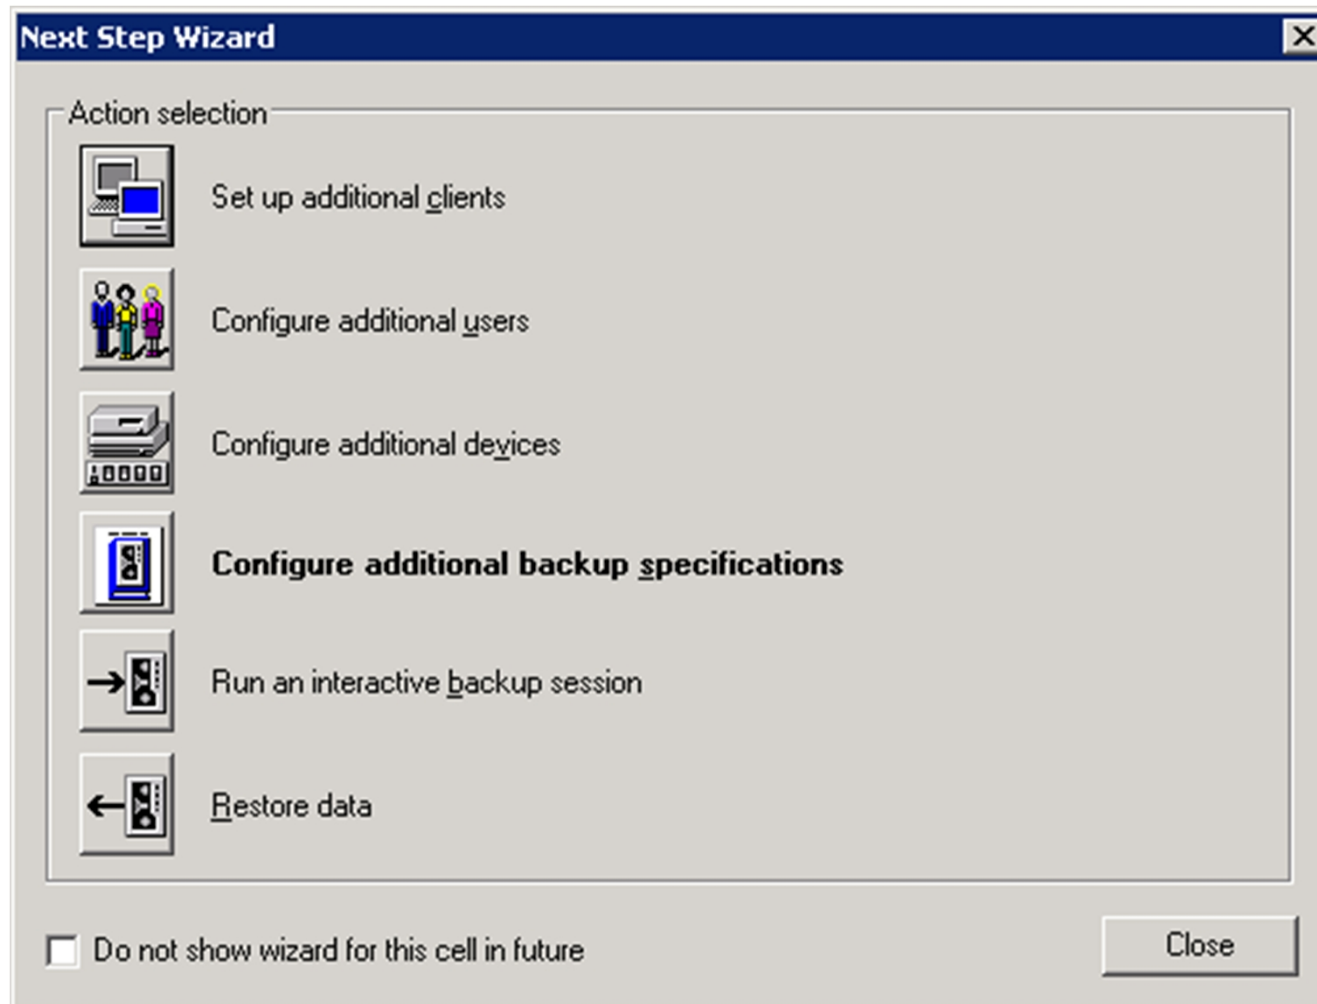 Next Step Wizard
Action selection
Set up additional clients
Configure additional users
Configure additional devices
Configure additional backup specifications
Run an interactive backup session
Restore data
Do not show wizard for this cell in future
Close